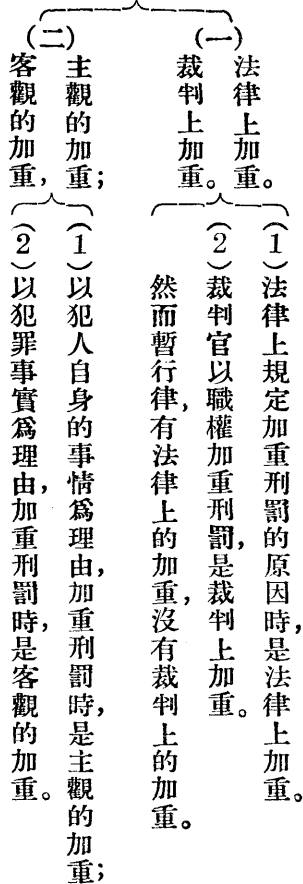 (一)
法律上加重。
裁判上加重。
(1)法律上規定加重刑罰的原因時,是法律上加重。
(2)裁判官以職權加重刑罰,是裁判上加重。
然而暫行律,有法律上的加重,沒有裁判上的加重。
(二)
主觀的加重;
客觀的加重,
(1)以犯人自身的事情爲理由,加重刑罰時,是主觀的加重;
(2)以犯罪事實爲理由,加重刑罰時,是客觀的加重。